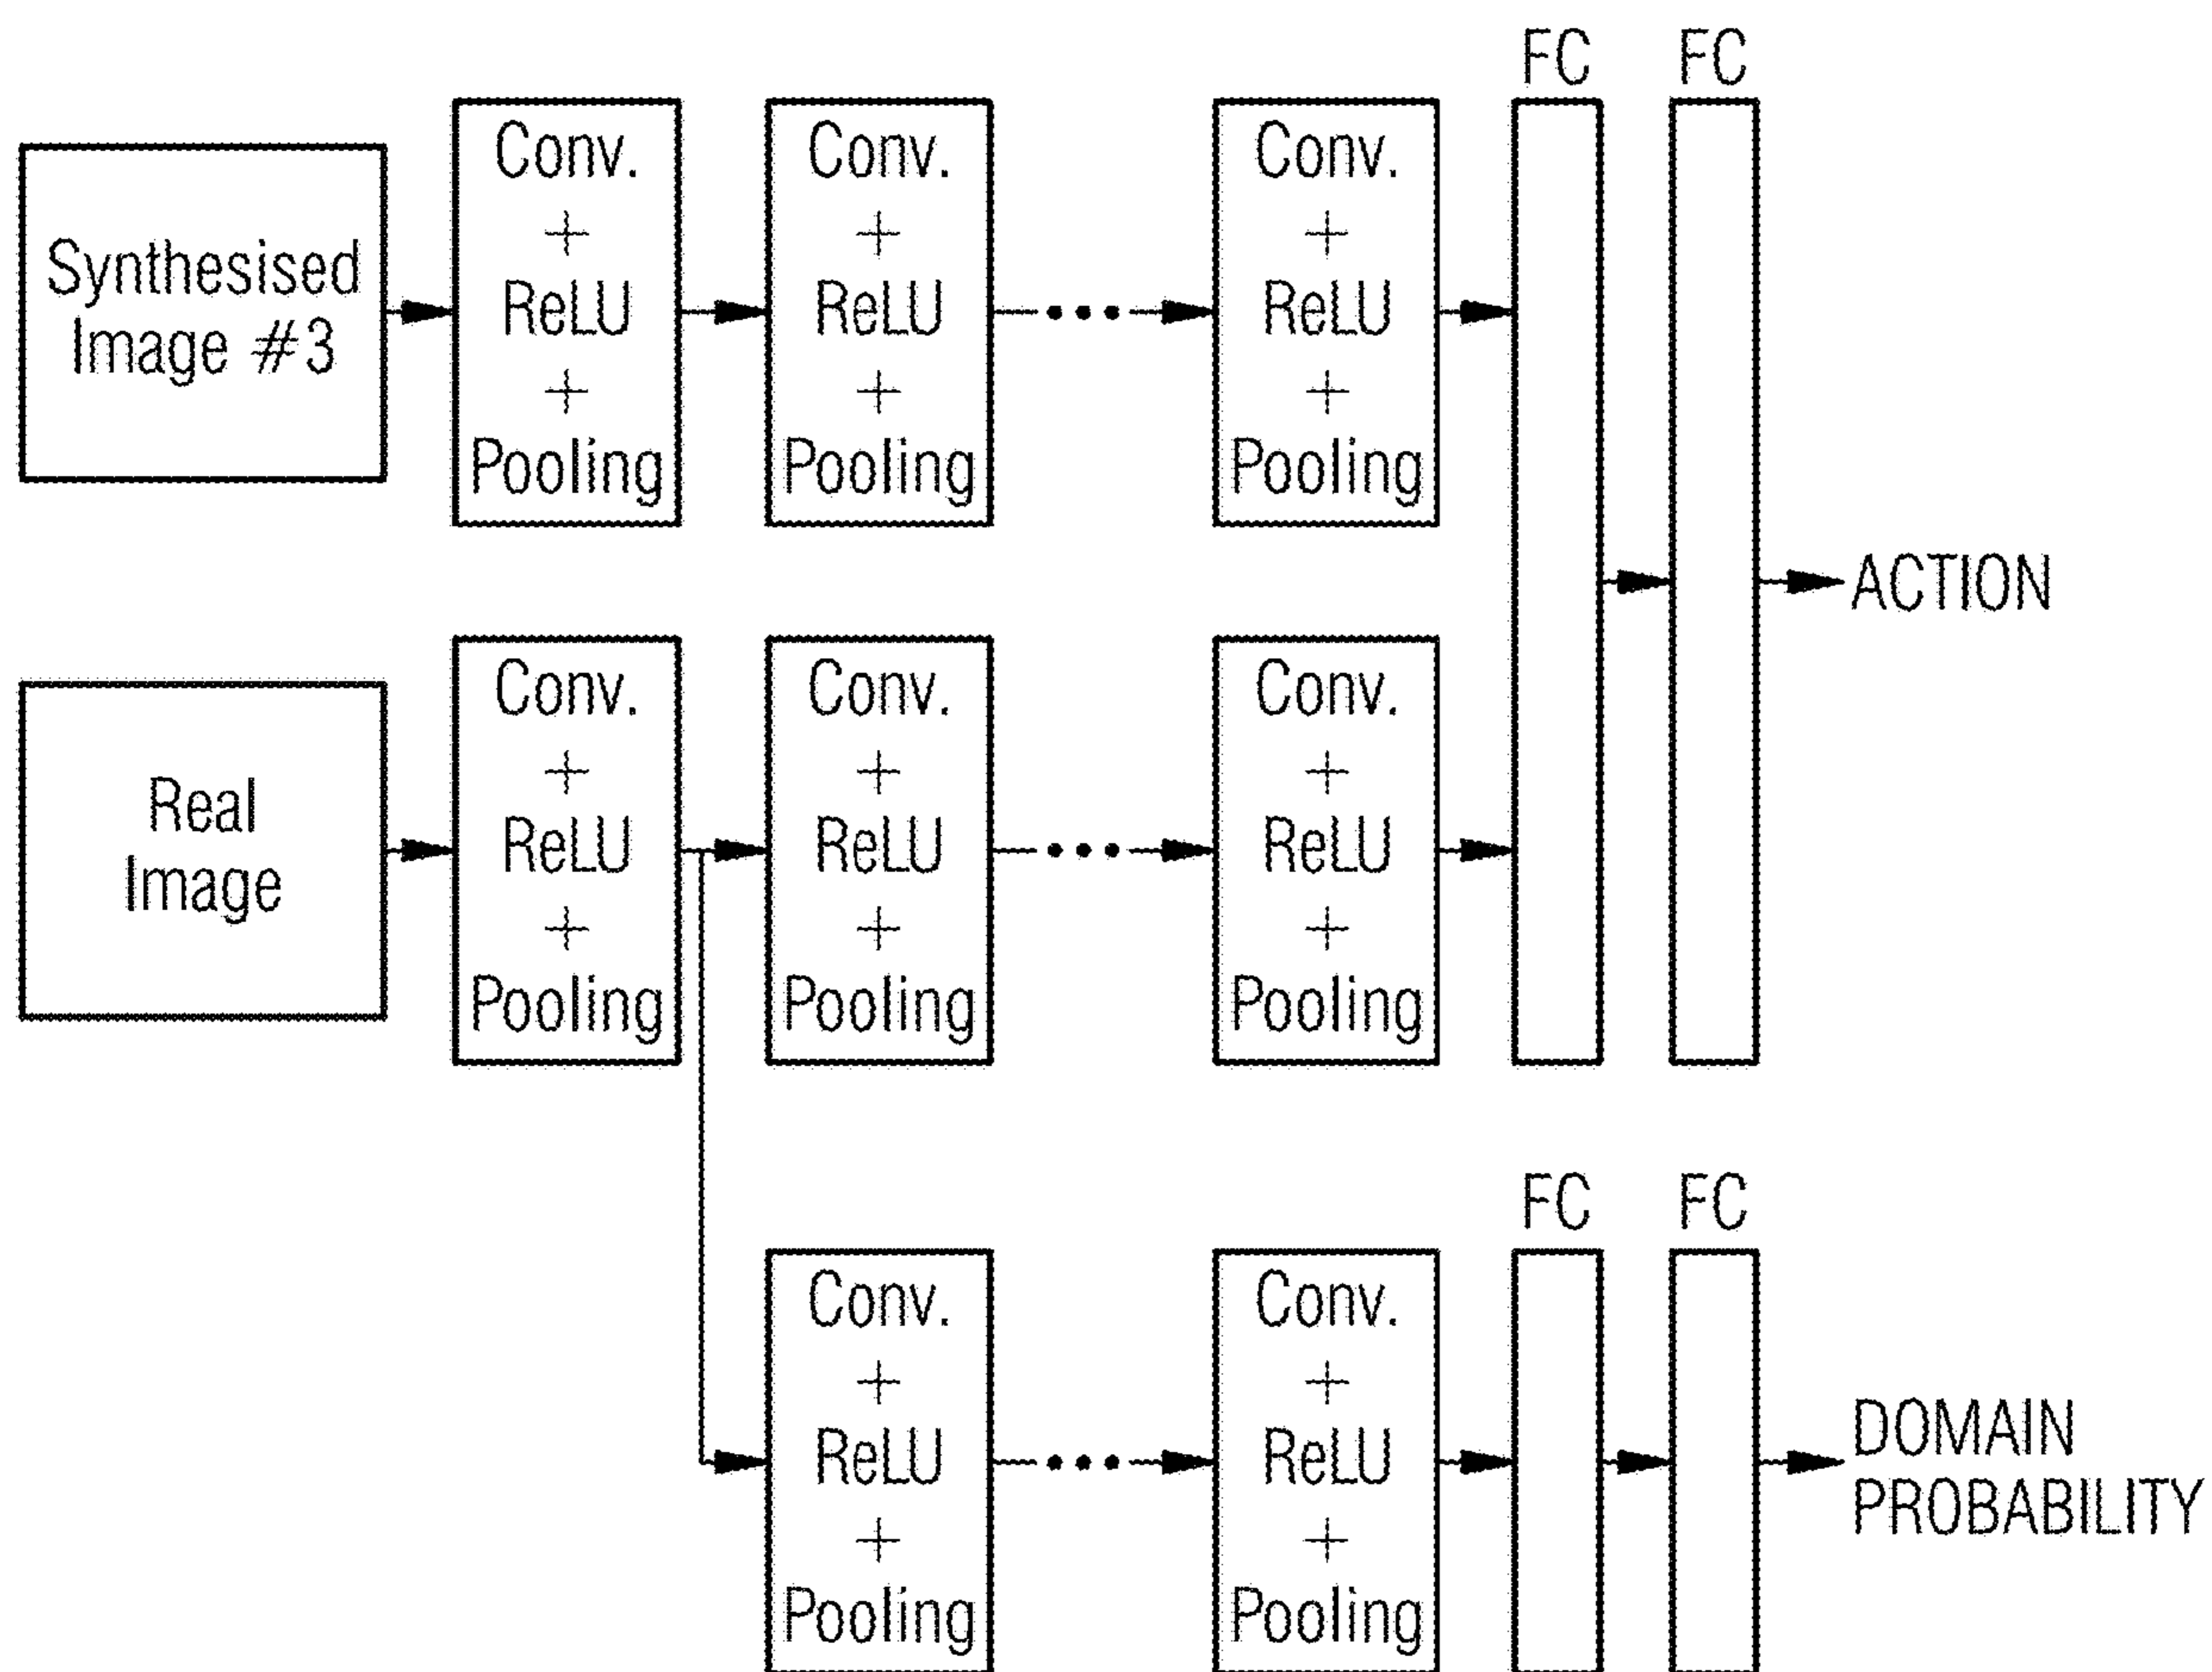 FC FC
Synthesised
Image #3
Conv.
+
ReLU
+
Pooling
Conv.
+
ReLU
+
Pooling
Conv.
+
ReLU
+
Pooling
ACTION
Real
Image
Conv.
+
ReLU
+
Pooling
Conv.
+
ReLU
+
Pooling
Conv.
+
ReLU
+
Pooling
FC FC
Conv.
+
ReLU
+
Pooling
Conv.
+
ReLU
+
Pooling
DOMAIN
PROBABILITY